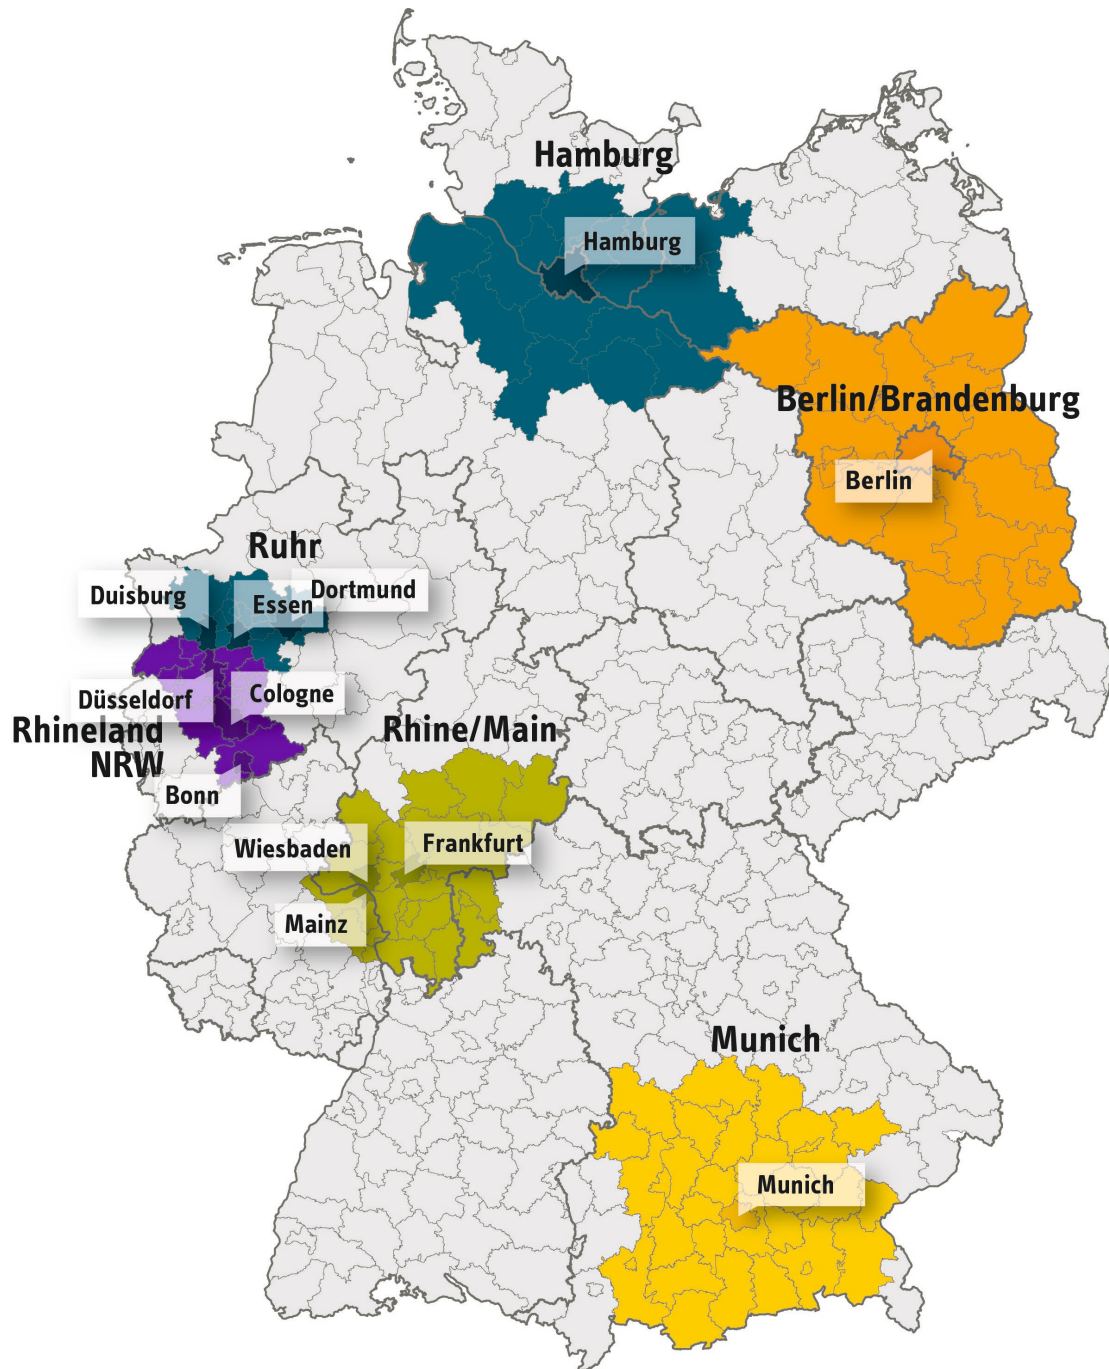 Hamburg
Hamburg
Berlin/Brandenburg
Berlin
Ruhr
Duisburg
Essen
Dortmund
Düsseldorf
Cologne
Rhineland
NRW
Bonn
Rhine/Main
Wiesbaden
Frankfurt
Mainz
Munich
Munich